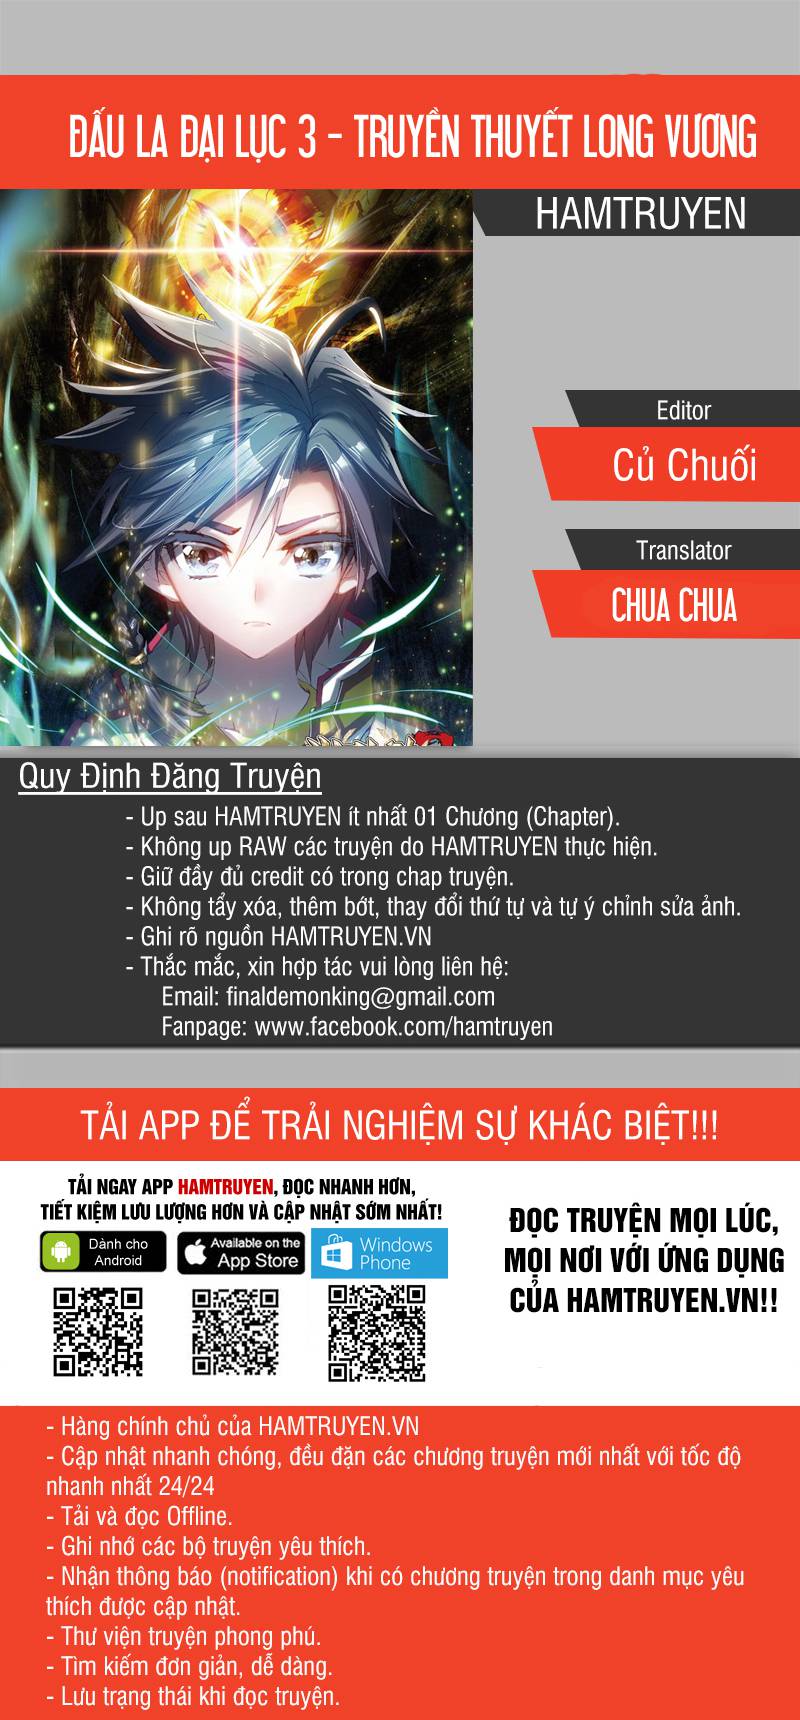 ĐẤU LA ĐẠI LỤC 3 - TRUYỀN THUYẾT LONG VƯƠNG
HAMTRUYEN
Editor
Củ Chuối
Translator
CHUA CHUA
Quy Định Đăng Truyện
- Up sau HAMTRUYEN ít nhất 01 Chương (Chapter).
- Không up RAW các truyện do HAMTRUYEN thực hiện.
- Giữ đầy đủ credit có trong chap truyện.
- Không tẩy xóa, thêm bớt, thay đổi thứ tự và tự ý chỉnh sửa ảnh.
- Ghi rõ nguồn HAMTRUYEN.VN
- Thắc mắc, xin hợp tác vui lòng liên hệ:
Email: finaldemonking@gmail.com
Fanpage: www.facebook.com/hamtruyen
TẢI APP ĐỂ TRẢI NGHIỆM SỰ KHÁC BIỆT!!!
TẢI NGAY APP HAMTRUYEN, ĐỌC NHANH HƠN,
TIẾT KIỆM LƯU LƯỢNG HƠN VÀ CẬP NHẬT SỚM NHẤT!
Dành cho
Android
Available on the
App Store
Windows
Phone
ĐỌC TRUYỆN MỌI LÚC,
MỌI NƠI VỚI ỨNG DỤNG
CỦA HAMTRUYEN.VN!!
- Hàng chính chủ của HAMTRUYEN.VN
- Cập nhật nhanh chóng, đều đặn các chương truyện mới nhất với tốc độ
nhanh nhất 24/24
- Tải và đọc Offline.
- Ghi nhớ các bộ truyện yêu thích.
- Nhận thông báo (notification) khi có chương truyện trong danh mục yêu
thích được cập nhật.
- Thư viện truyện phong phú.
- Tìm kiếm đơn giản, dễ dàng.
- Lưu trạng thái khi đọc truyện.